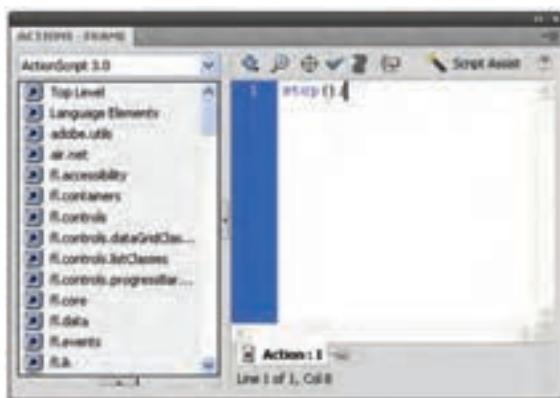 ACTIONS - FRAME
ActionScript 3.0
Script Assist
Top Level
Language Elements
adobe.utils
air.net
fl.accessibility
fl.containers
fl.controls
fl.controls.dataGridClas...
fl.controls.listClasses
fl.controls.progressBar...
fl.core
fl.data
fl.events
fl.ik
1 stop();
Action : 1
Line 1 of 1, Col 8